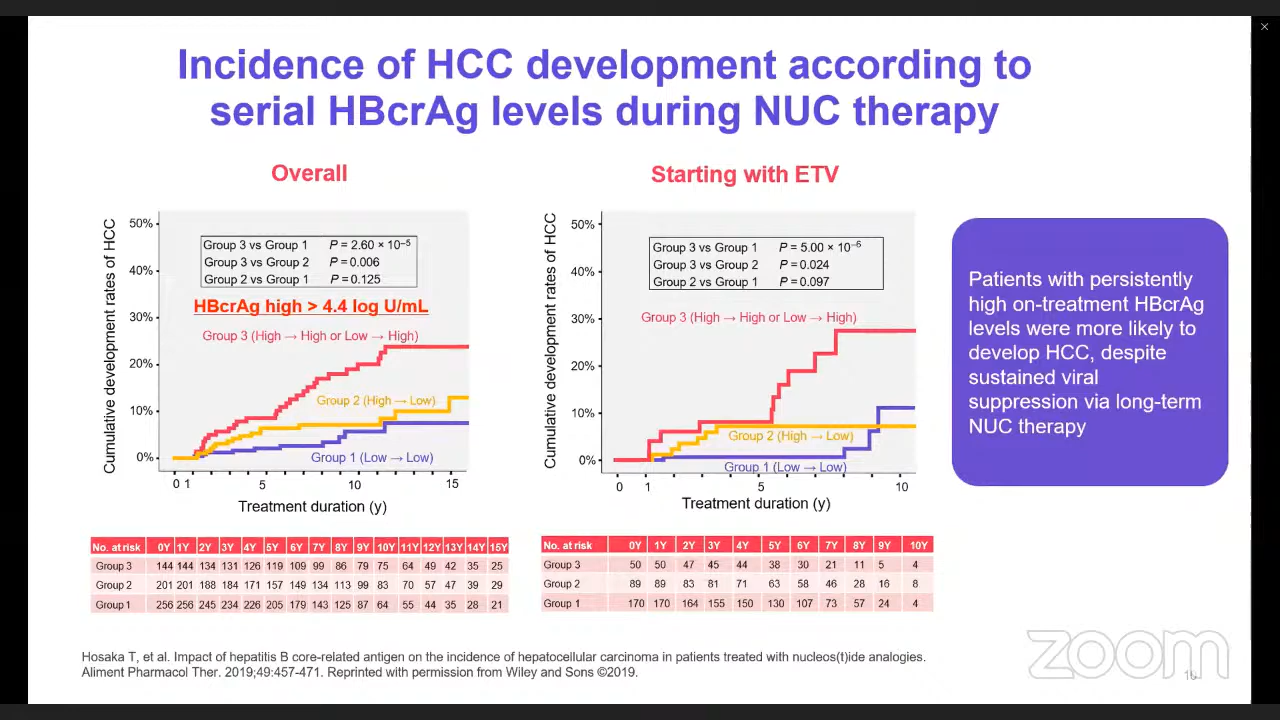 Incidence of HCC development according to
serial HBcrAg levels during NUC therapy
Overall
Cumulative development rates of HCC
50%
40%
30%
20%
10%
0%
Group 3 vs Group 1 P = 2.60 × 10⁻⁵
Group 3 vs Group 2 P = 0.006
Group 2 vs Group 1 P = 0.125
HBcrAg high > 4.4 log U/mL
Group 3 (High → High or Low → High)
Group 2 (High → Low)
Group 1 (Low → Low)
0 1 5 10 15
Treatment duration (y)
No. at risk 0Y 1Y 2Y 3Y 4Y 5Y 6Y 7Y 8Y 9Y 10Y 11Y 12Y 13Y 14Y 15Y
Group 3 144 144 134 131 126 119 109 99 86 79 75 64 49 42 35 25
Group 2 201 201 188 184 171 157 149 134 113 99 83 70 57 47 39 29
Group 1 256 256 245 234 226 205 179 143 125 87 64 55 44 35 28 21
Starting with ETV
Cumulative development rates of HCC
50%
40%
30%
20%
10%
0%
Group 3 vs Group 1 P = 5.00 × 10⁻⁶
Group 3 vs Group 2 P = 0.024
Group 2 vs Group 1 P = 0.097
Group 3 (High → High or Low → High)
Group 2 (High → Low)
Group 1 (Low → Low)
0 1 5 10
Treatment duration (y)
No. at risk 0Y 1Y 2Y 3Y 4Y 5Y 6Y 7Y 8Y 9Y 10Y
Group 3 50 50 47 45 44 38 30 21 11 5 4
Group 2 89 89 83 81 71 63 58 46 28 16 8
Group 1 170 170 164 155 150 130 107 73 57 24 4
Patients with persistently
high on-treatment HBcrAg
levels were more likely to
develop HCC, despite
sustained viral
suppression via long-term
NUC therapy
Hosaka T, et al. Impact of hepatitis B core-related antigen on the incidence of hepatocellular carcinoma in patients treated with nucleos(t)ide analogies.
Aliment Pharmacol Ther. 2019;49:457-471. Reprinted with permission from Wiley and Sons ©2019.
zoom